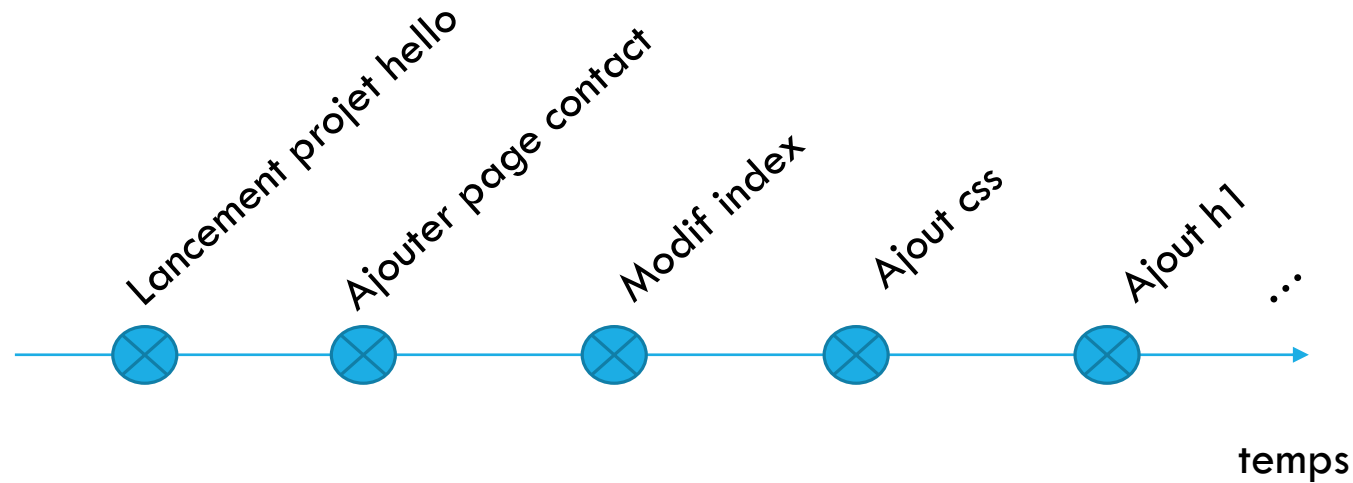 Lancement projet hello
Ajouter page contact
Modif index
Ajout css
Ajout h1
...
temps